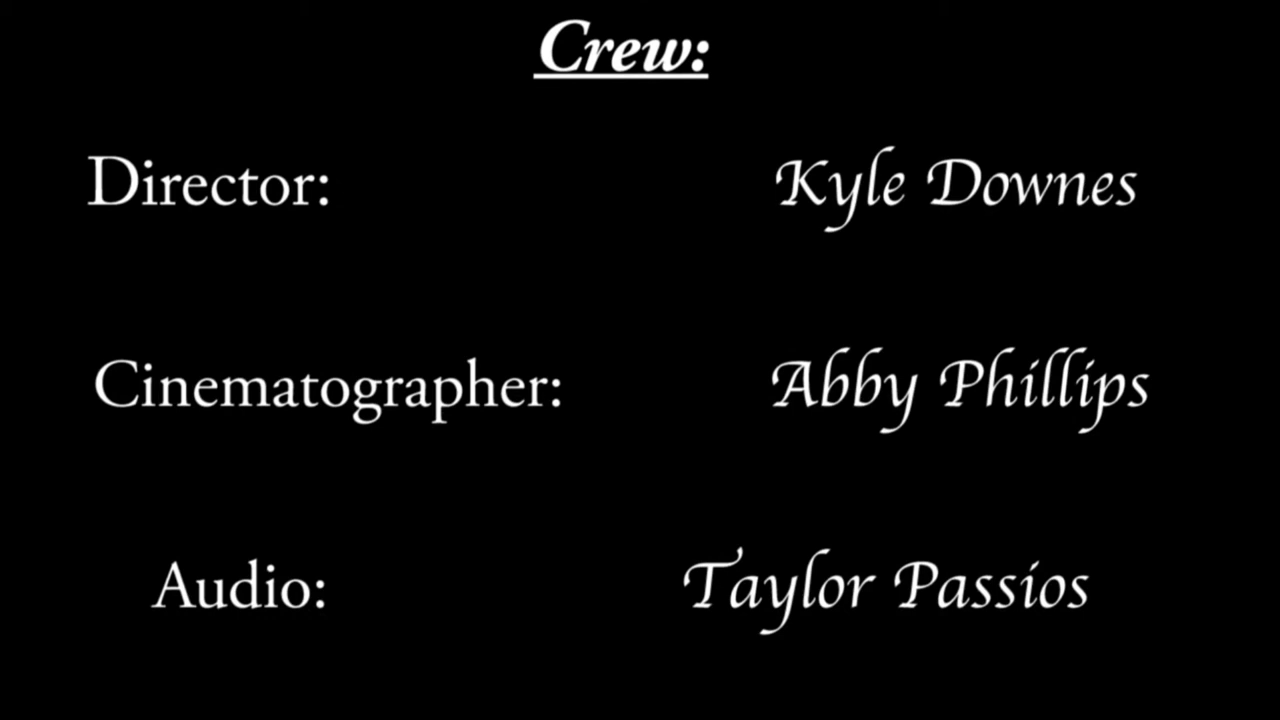 Crew:
Director: Kyle Downes
Cinematographer: Abby Phillips
Audio: Taylor Passios